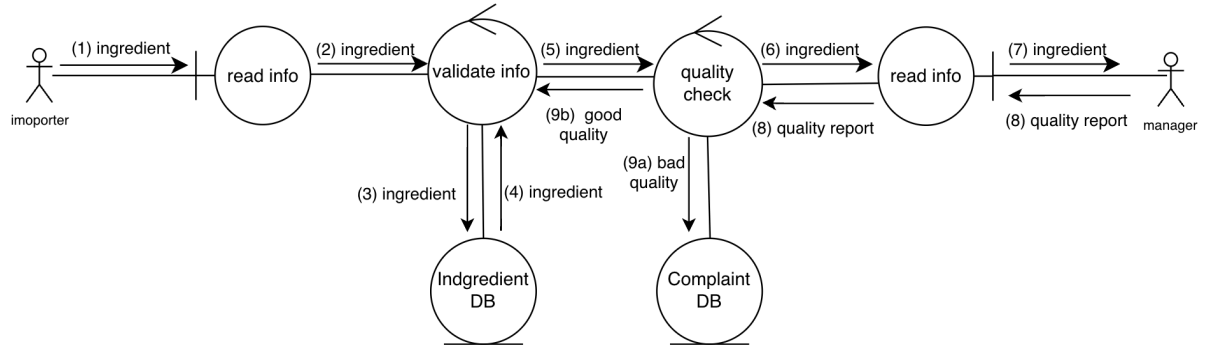 (1) ingredient
imoporter
read info
(2) ingredient
validate info
(3) ingredient
(4) ingredient
Indgredient
DB
(5) ingredient
(9b) good
quality
quality
check
(9a) bad
quality
Complaint
DB
(6) ingredient
(8) quality report
read info
(7) ingredient
(8) quality report
manager